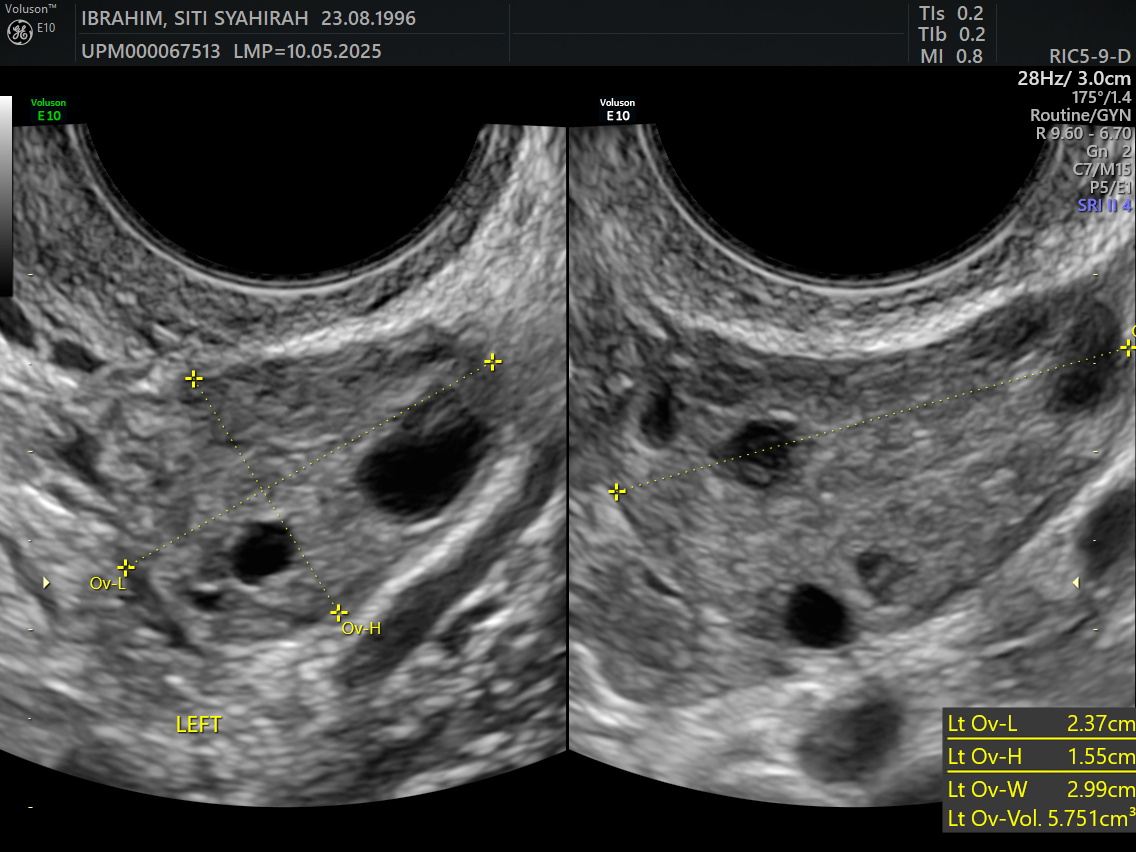 Voluson™
E10
IBRAHIM, SITI SYAHIRAH 23.08.1996
UPM000067513 LMP=10.05.2025
TIs 0.2
TIb 0.2
MI 0.8
RIC5-9-D
28Hz/ 3.0cm
175°/1.4
Routine/GYN
R 9.60 - 6.70
Gn 2
C7/M15
P5/E1
SRI II 4
Voluson
E10
Voluson
E10
Ov-L
Ov-H
LEFT
Lt Ov-L 2.37cm
Lt Ov-H 1.55cm
Lt Ov-W 2.99cm
Lt Ov-Vol. 5.751cm³